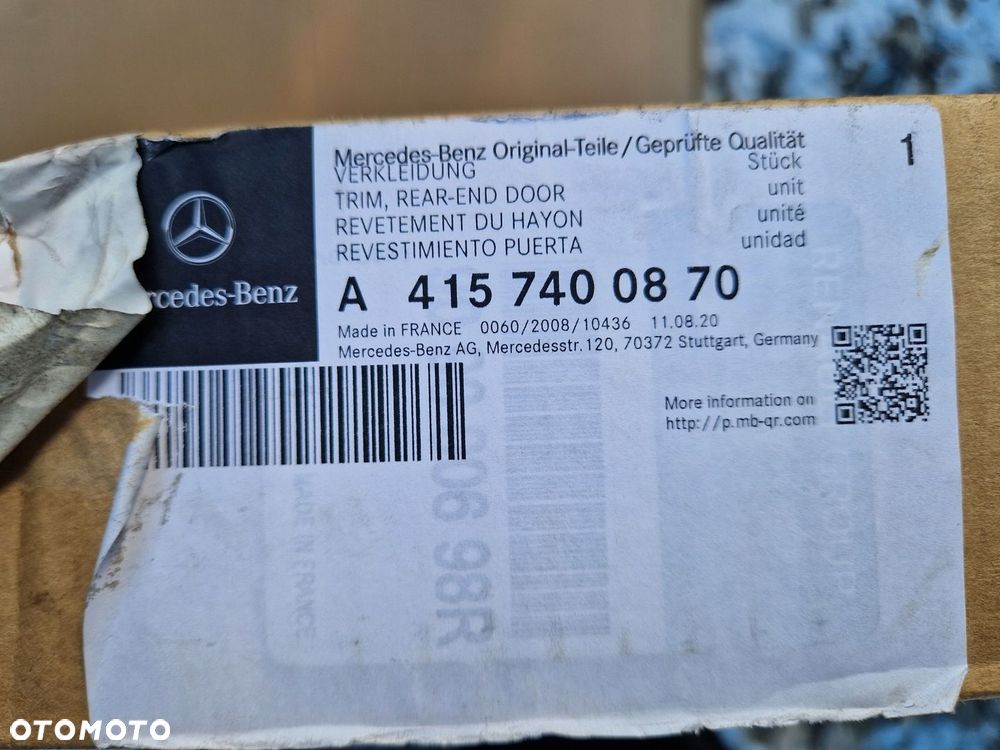 Mercedes-Benz Original-Teile/Geprüfte Qualität
1
VERKLEIDUNG Stück
TRIM, REAR-END DOOR unit
REVETEMENT DU HAYON unité
REVESTIMIENTO PUERTA unidad
rcedes-Benz
A 415 740 08 70
Made in FRANCE 0060/2008/10436 11.08.20
Mercedes-Benz AG, Mercedesstr.120, 70372 Stuttgart, Germany
More information on
http://p.mb-qr.com
06 98R
MADE IN FRANCE
OTOMOTO